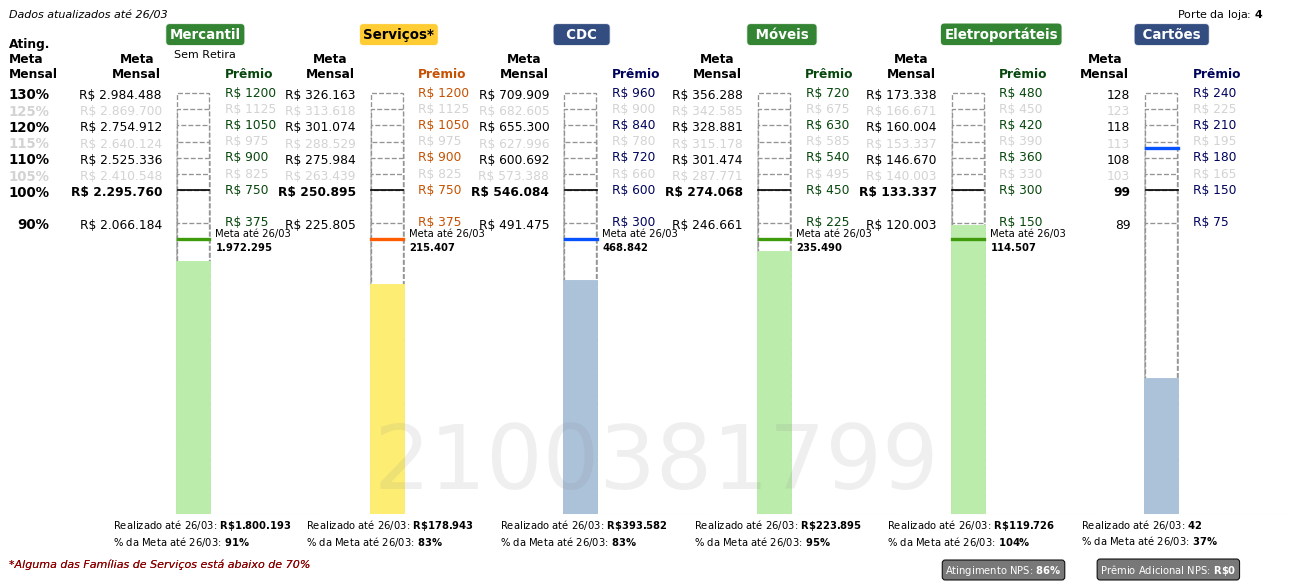 Dados atualizados até 26/03
Porte da loja: 4
Mercantil Serviços* CDC Móveis Eletroportáteis Cartões
Sem Retira
Ating. Meta Mensal
Meta Mensal Prêmio Meta Mensal Prêmio Meta Mensal Prêmio Meta Mensal Prêmio Meta Mensal Prêmio Meta Mensal Prêmio
130% R$ 2.984.488 R$ 1200 R$ 326.163 R$ 1200 R$ 709.909 R$ 960 R$ 356.288 R$ 720 R$ 173.338 R$ 480 128 R$ 240
125% R$ 2.869.700 R$ 1125 R$ 313.618 R$ 1125 R$ 682.605 R$ 900 R$ 342.585 R$ 675 R$ 166.671 R$ 450 123 R$ 225
120% R$ 2.754.912 R$ 1050 R$ 301.074 R$ 1050 R$ 655.300 R$ 840 R$ 328.881 R$ 630 R$ 160.004 R$ 420 118 R$ 210
115% R$ 2.640.124 R$ 975 R$ 288.529 R$ 975 R$ 627.996 R$ 780 R$ 315.178 R$ 585 R$ 153.337 R$ 390 113 R$ 195
110% R$ 2.525.336 R$ 900 R$ 275.984 R$ 900 R$ 600.692 R$ 720 R$ 301.474 R$ 540 R$ 146.670 R$ 360 108 R$ 180
105% R$ 2.410.548 R$ 825 R$ 263.439 R$ 825 R$ 573.388 R$ 660 R$ 287.771 R$ 495 R$ 140.003 R$ 330 103 R$ 165
100% R$ 2.295.760 R$ 750 R$ 250.895 R$ 750 R$ 546.084 R$ 600 R$ 274.068 R$ 450 R$ 133.337 R$ 300 99 R$ 150
90% R$ 2.066.184 R$ 375 R$ 225.805 R$ 375 R$ 491.475 R$ 300 R$ 246.661 R$ 225 R$ 120.003 R$ 150 89 R$ 75
Meta até 26/03 Meta até 26/03 Meta até 26/03 Meta até 26/03 Meta até 26/03
1.972.295 215.407 468.842 235.490 114.507
2100381799
Realizado até 26/03: R$1.800.193 Realizado até 26/03: R$178.943 Realizado até 26/03: R$393.582 Realizado até 26/03: R$223.895 Realizado até 26/03: R$119.726 Realizado até 26/03: 42
% da Meta até 26/03: 91% % da Meta até 26/03: 83% % da Meta até 26/03: 83% % da Meta até 26/03: 95% % da Meta até 26/03: 104% % da Meta até 26/03: 37%
*Alguma das Famílias de Serviços está abaixo de 70%
Atingimento NPS: 86% Prêmio Adicional NPS: R$0